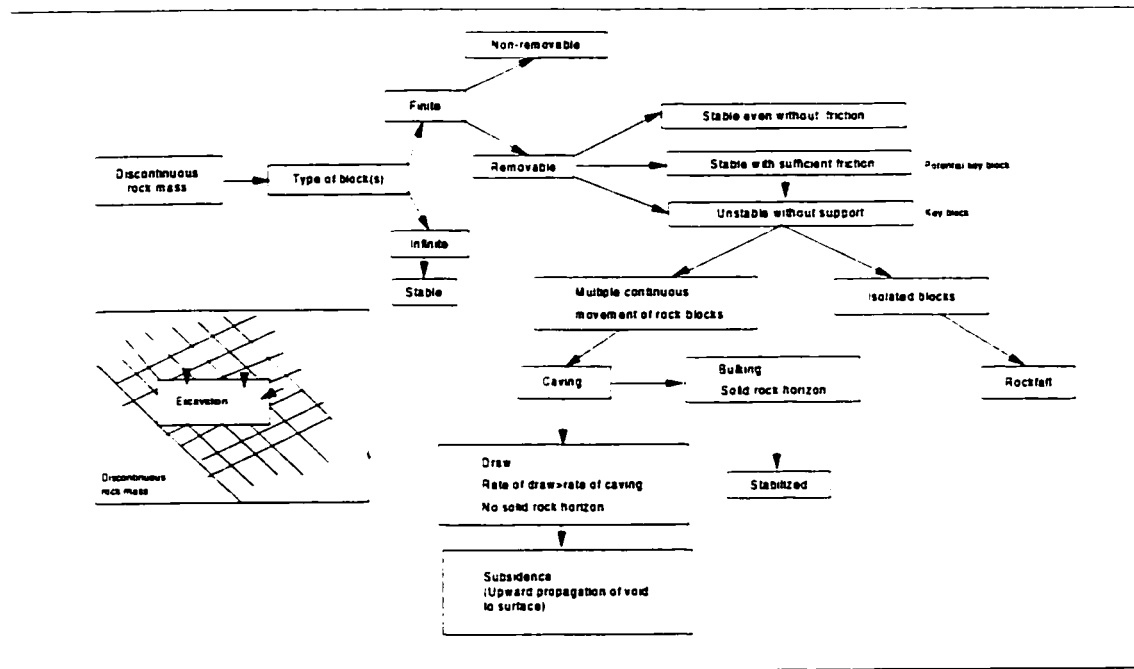 Non-removable
Finite
Stable even without friction
Discontinuous
rock mass
Type of block(s)
Removable
Stable with sufficient friction
Potential key block
Unstable without support
Key block
Infinite
Stable
Multiple continuous
movement of rock blocks
Isolated blocks
Caving
Bulking
Solid rock horizon
Rockfall
Excavation
Discontinuous
rock mass
Draw
Rate of draw>rate of caving
No solid rock horizon
Stabilized
Subsidence
(Upward propagation of void
to surface)